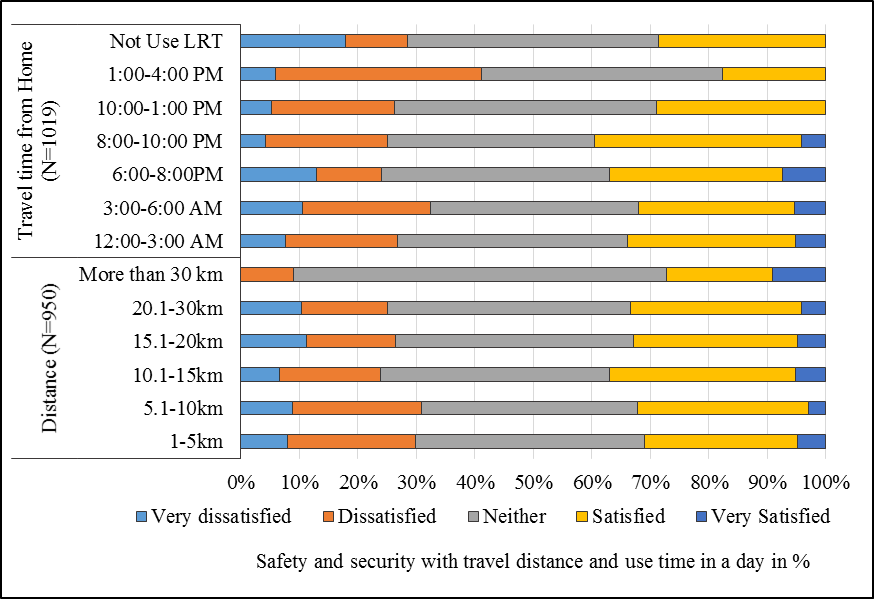 Travel time from Home
(N=1019)
Not Use LRT
1:00-4:00 PM
10:00-1:00 PM
8:00-10:00 PM
6:00-8:00PM
3:00-6:00 AM
12:00-3:00 AM
Distance (N=950)
More than 30 km
20.1-30km
15.1-20km
10.1-15km
5.1-10km
1-5km
0% 10% 20% 30% 40% 50% 60% 70% 80% 90% 100%
Very dissatisfied Dissatisfied Neither Satisfied Very Satisfied
Safety and security with travel distance and use time in a day in %